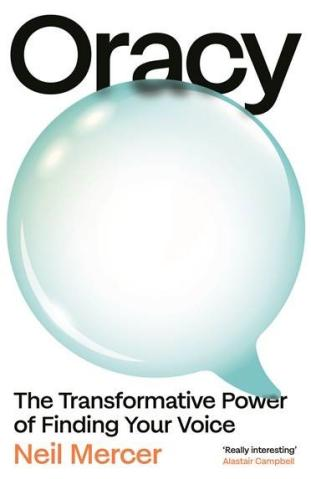 Oracy
The Transformative Power
of Finding Your Voice
Neil Mercer
‘Really interesting’
Alastair Campbell